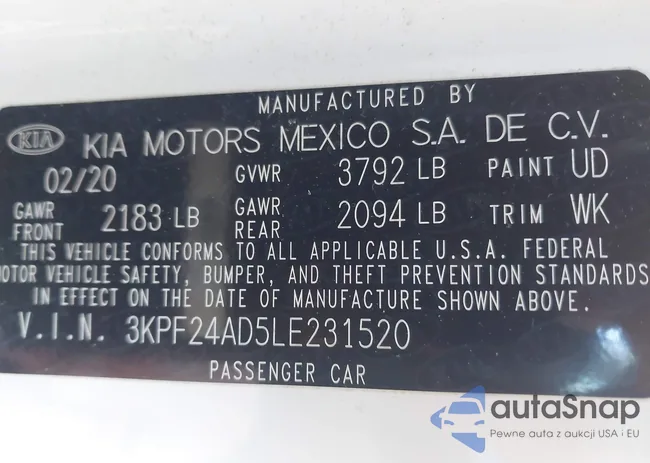 MANUFACTURED BY
KIA KIA MOTORS MEXICO S.A. DE C.V.
02/20 GVWR 3792 LB PAINT UD
GAWR FRONT 2183 LB GAWR REAR 2094 LB TRIM WK
THIS VEHICLE CONFORMS TO ALL APPLICABLE U.S.A. FEDERAL
MOTOR VEHICLE SAFETY, BUMPER, AND THEFT PREVENTION STANDARDS
IN EFFECT ON THE DATE OF MANUFACTURE SHOWN ABOVE.
V.I.N. 3KPF24AD5LE231520
PASSENGER CAR
autaSnap
Pewne auta z aukcji USA i EU